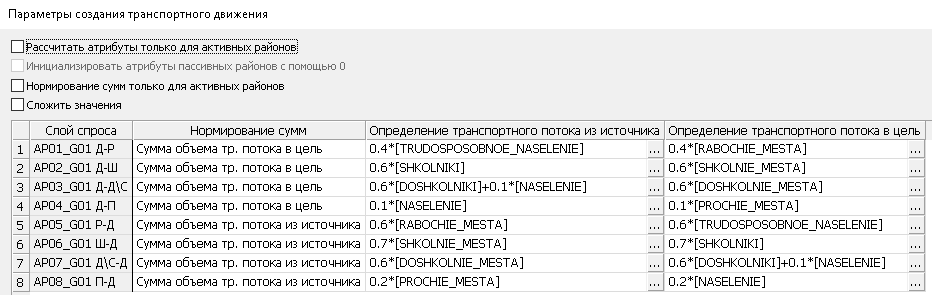 Параметры создания транспортного движения
Рассчитать атрибуты только для активных районов
Инициализировать атрибуты пассивных районов с помощью 0
Нормирование сумм только для активных районов
Сложить значения
Слой спроса Нормирование сумм Определение транспортного потока из источника Определение транспортного потока в цель
1 AP01_G01 Д-Р Сумма объема тр. потока в цель 0.4*[TRUDOSPOSOBNOE_NASELENIE] ... 0.4*[RABOCHIE_MESTA] ...
2 AP02_G01 Д-Ш Сумма объема тр. потока в цель 0.6*[SHKOLNIKI] ... 0.6*[SHKOLNIE_MESTA] ...
3 AP03_G01 Д-Д\С Сумма объема тр. потока в цель 0.6*[DOSHKOLNIKI]+0.1*[NASELENIE] ... 0.6*[DOSHKOLNIE_MESTA] ...
4 AP04_G01 Д-П Сумма объема тр. потока в цель 0.1*[NASELENIE] ... 0.1*[PROCHIE_MESTA] ...
5 AP05_G01 Р-Д Сумма объема тр. потока из источника 0.6*[RABOCHIE_MESTA] ... 0.6*[TRUDOSPOSOBNOE_NASELENIE] ...
6 AP06_G01 Ш-Д Сумма объема тр. потока из источника 0.7*[SHKOLNIE_MESTA] ... 0.7*[SHKOLNIKI] ...
7 AP07_G01 Д\С-Д Сумма объема тр. потока из источника 0.6*[DOSHKOLNIE_MESTA] ... 0.6*[DOSHKOLNIKI]+0.1*[NASELENIE] ...
8 AP08_G01 П-Д Сумма объема тр. потока из источника 0.2*[PROCHIE_MESTA] ... 0.2*[NASELENIE] ...